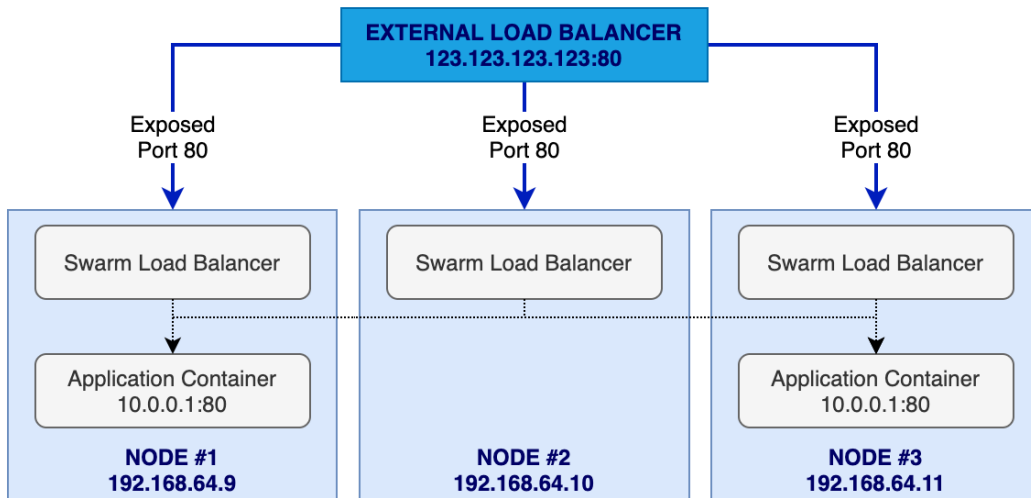 EXTERNAL LOAD BALANCER
123.123.123.123:80
Exposed
Port 80
Exposed
Port 80
Exposed
Port 80
Swarm Load Balancer
Swarm Load Balancer
Swarm Load Balancer
Application Container
10.0.0.1:80
Application Container
10.0.0.1:80
NODE #1
192.168.64.9
NODE #2
192.168.64.10
NODE #3
192.168.64.11